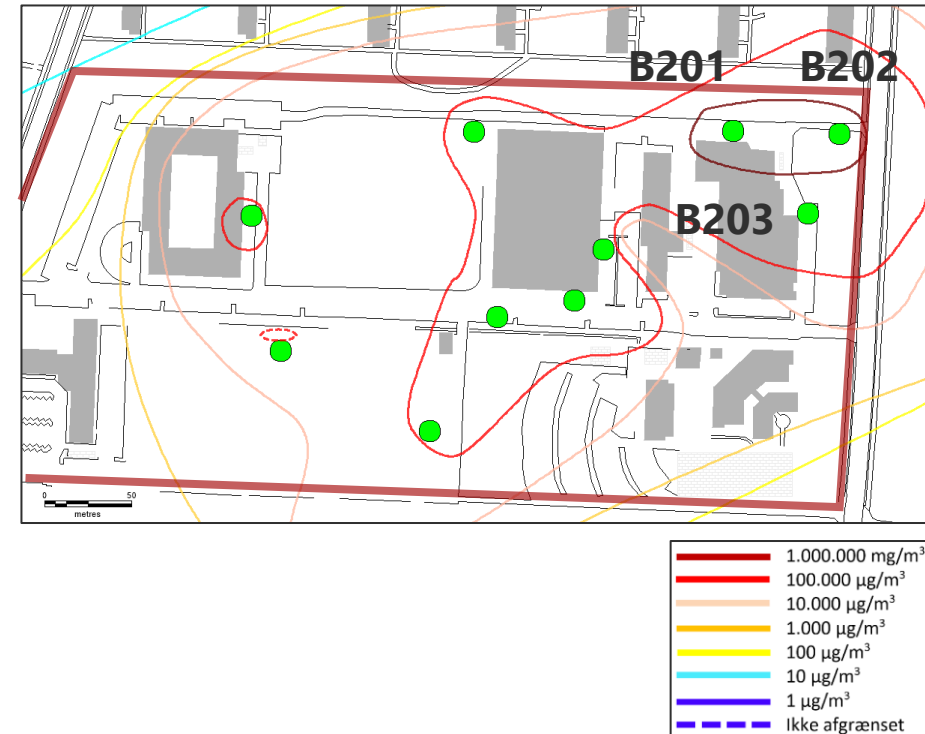 B201 B202
B203
0 50
metres
1.000.000 mg/m³
100.000 µg/m³
10.000 µg/m³
1.000 µg/m³
100 µg/m³
10 µg/m³
1 µg/m³
Ikke afgrænset